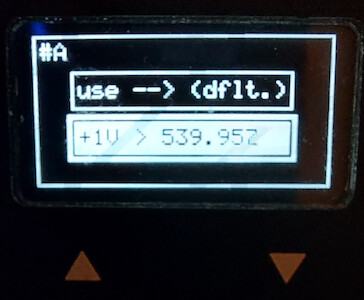 #A
use --> (dflt.)
+1V > 539.952